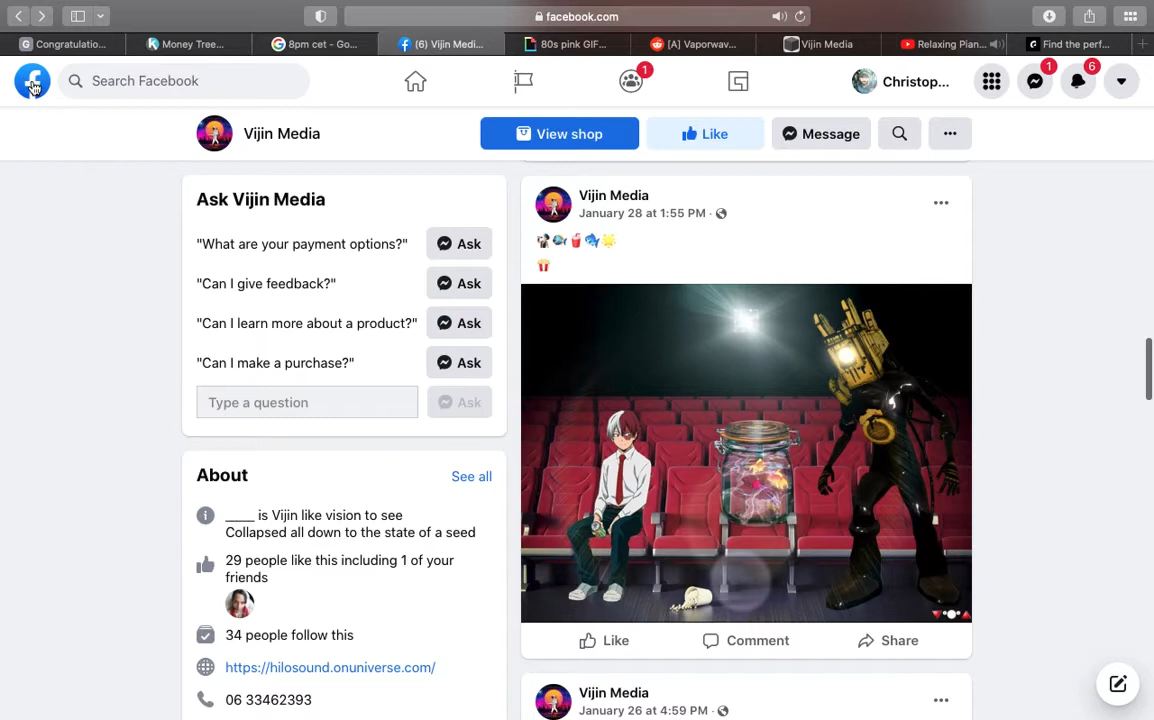 facebook.com
Congratulatio...
Money Tree...
8pm cet - Go...
(6) Vijin Medi...
80s pink GIF...
[A] Vaporwav...
Vijin Media
Relaxing Pian...
Find the perf...
Search Facebook
1
Christop...
1
6
Vijin Media
View shop
Like
Message
Ask Vijin Media
"What are your payment options?"
Ask
"Can I give feedback?"
Ask
"Can I learn more about a product?"
Ask
"Can I make a purchase?"
Ask
Type a question
Ask
About
See all
____ is Vijin like vision to see
Collapsed all down to the state of a seed
29 people like this including 1 of your
friends
34 people follow this
https://hilosound.onuniverse.com/
06 33462393
Vijin Media
January 28 at 1:55 PM ·
Like
Comment
Share
Vijin Media
January 26 at 4:59 PM ·